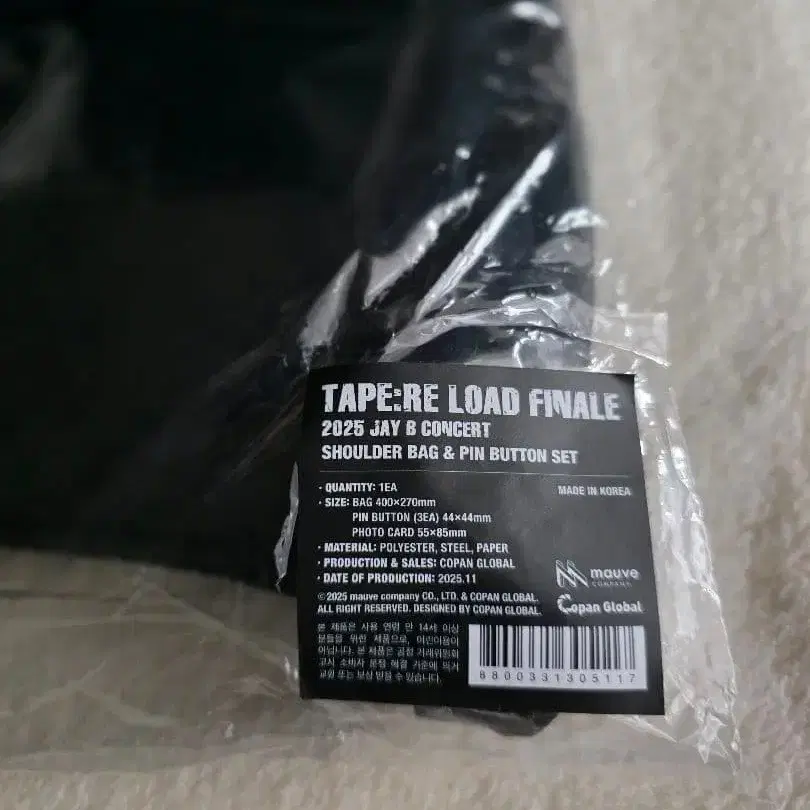 TAPE:RE LOAD FINALE
2025 JAY B CONCERT
SHOULDER BAG & PIN BUTTON SET
· QUANTITY: 1EA
MADE IN KOREA
· SIZE: BAG 400×270mm
PIN BUTTON (3EA) 44×44mm
PHOTO CARD 55×85mm
· MATERIAL: POLYESTER, STEEL, PAPER
· PRODUCTION & SALES: COPAN GLOBAL
· DATE OF PRODUCTION: 2025.11
mauve
COMPANY.
©2025 mauve company CO., LTD. & COPAN GLOBAL.
ALL RIGHT RESERVED. DESIGNED BY COPAN GLOBAL.
Copan Global
본 제품은 사용 연령 만 14세 이상
분들을 위한 제품으로, 어린이용이
아닙니다. 본 제품은 공정 거래위원회
고시 소비자 분쟁 해결 기준에 의거
교환 또는 보상 받을 수 있습니다.
8800331305117